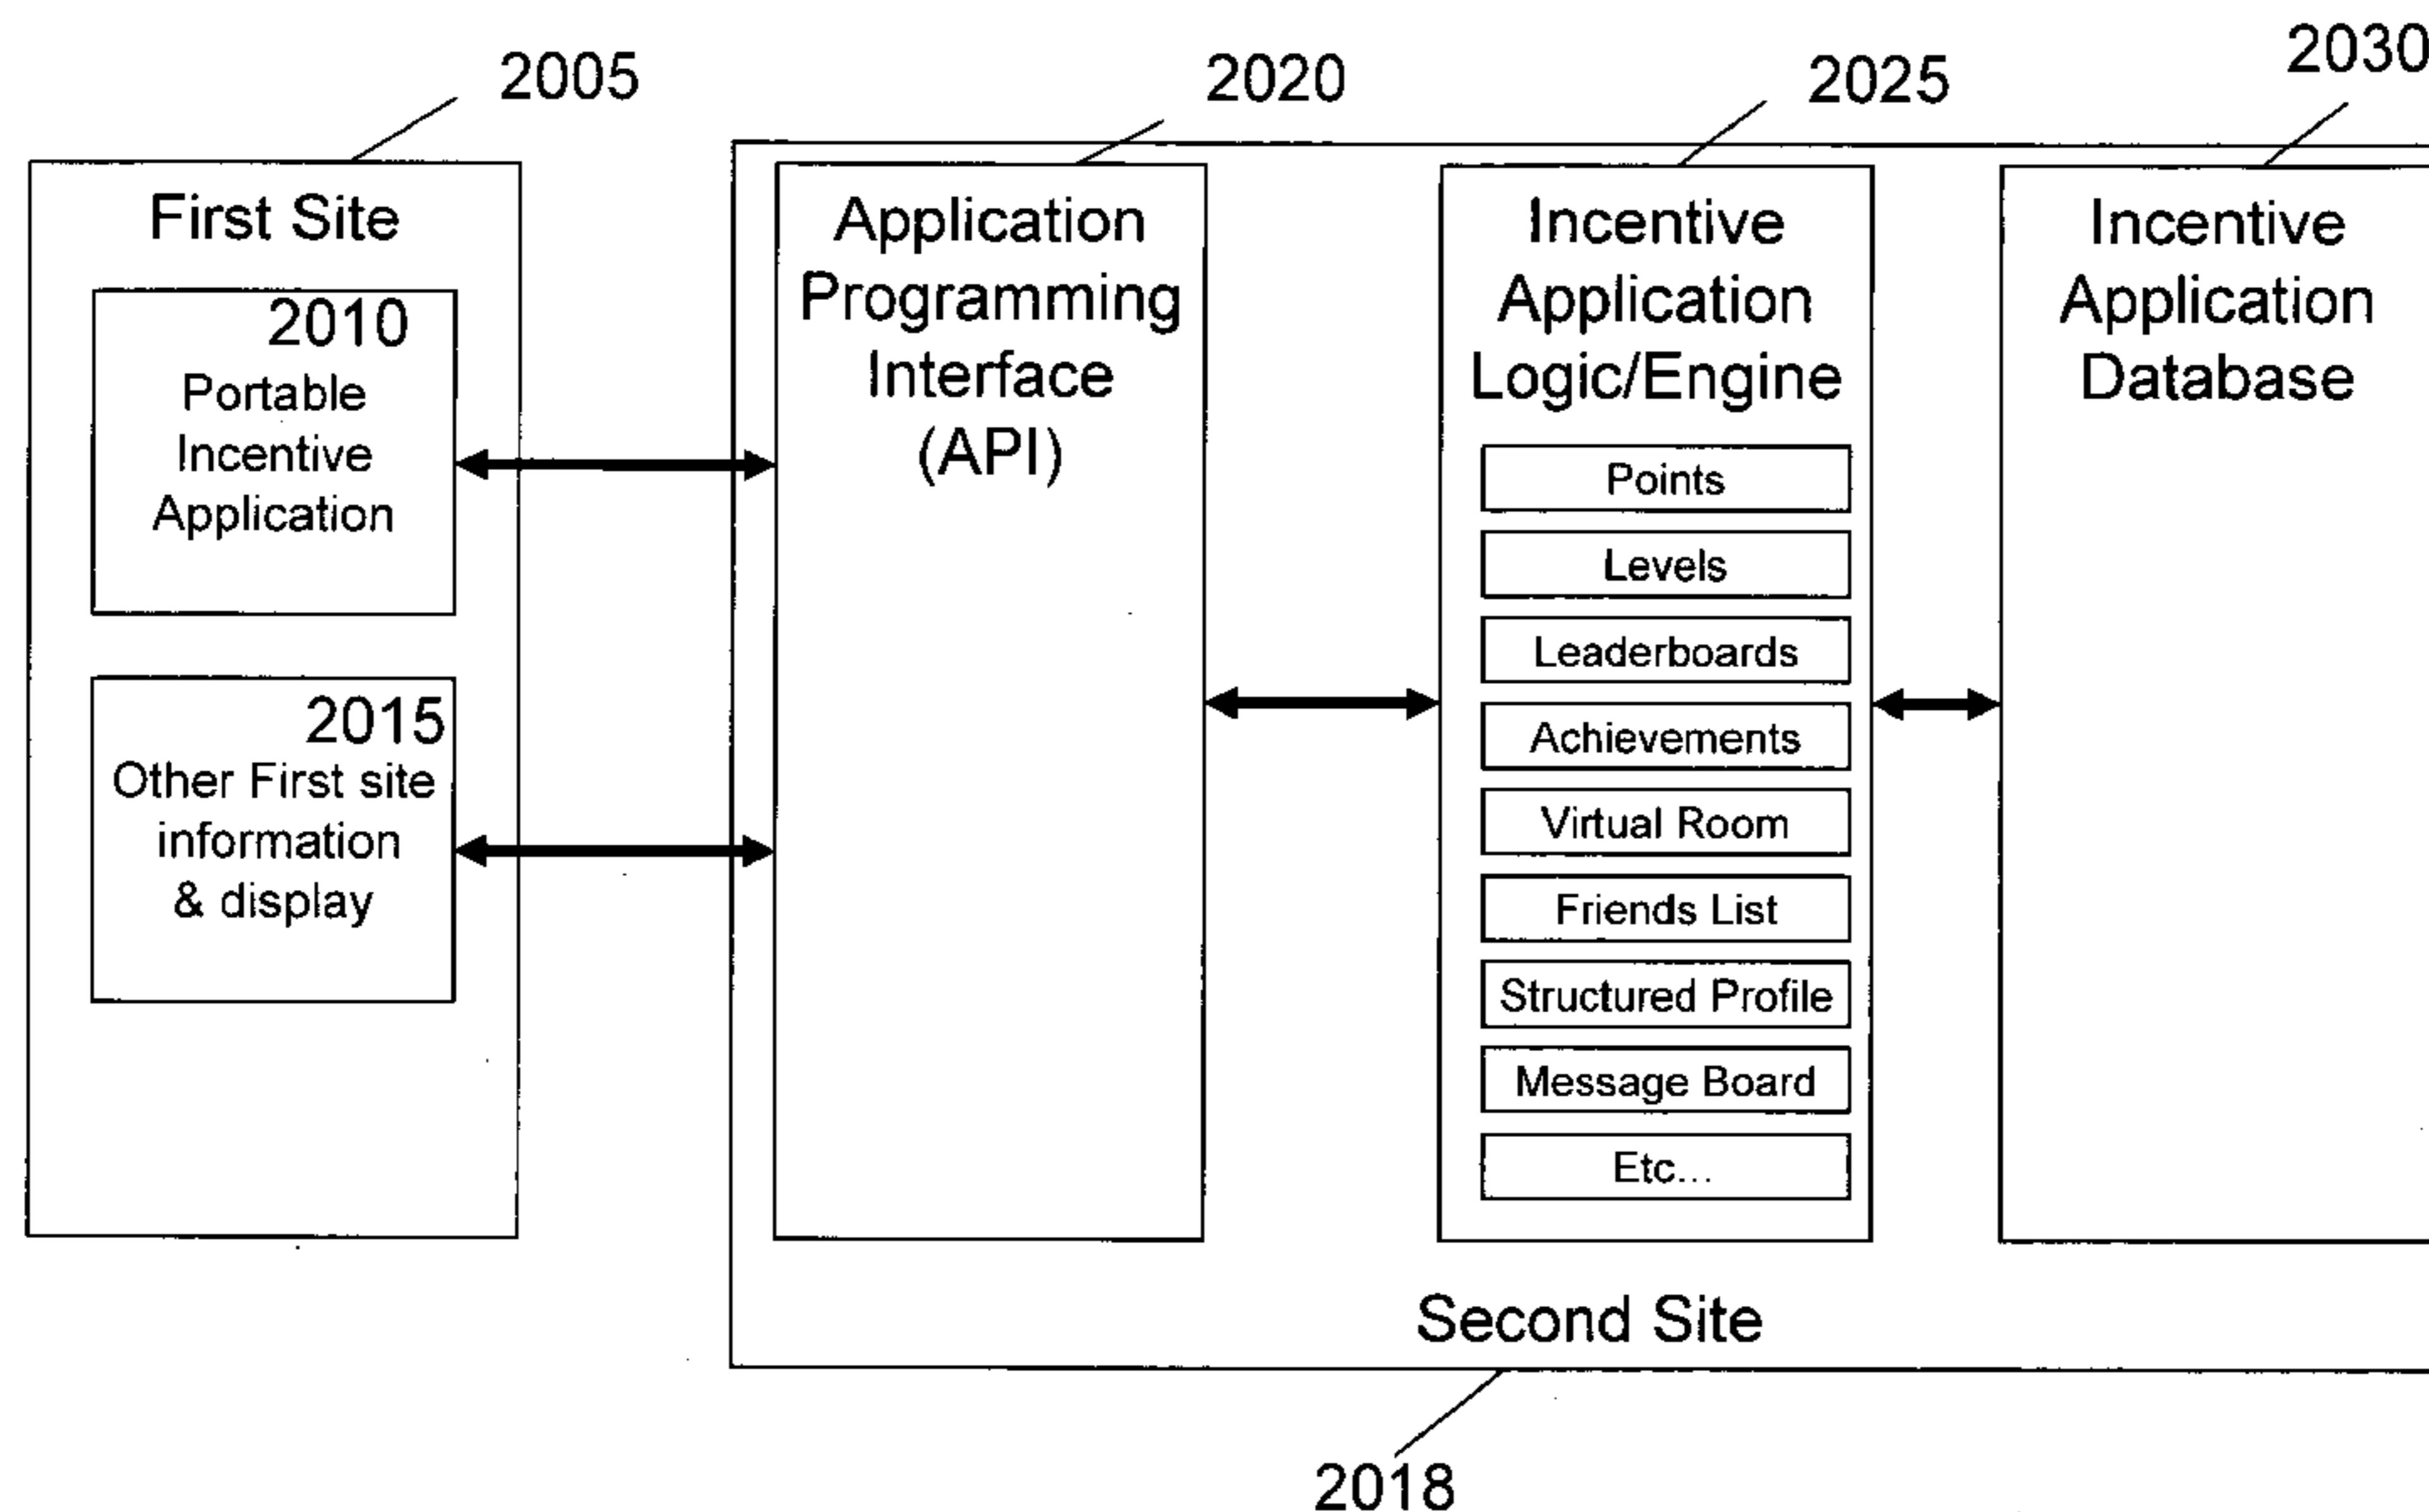 2005
2020
2025
2030
First Site
2010
Portable
Incentive
Application
2015
Other First site
information
& display
Application
Programming
Interface
(API)
Incentive
Application
Logic/Engine
Points
Levels
Leaderboards
Achievements
Virtual Room
Friends List
Structured Profile
Message Board
Etc...
Incentive
Application
Database
Second Site
2018